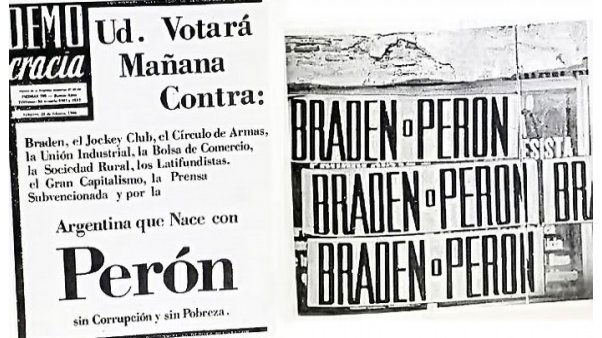 DEMO
cracia
Ud. Votará
Mañana
Contra:
Braden, el Jockey Club, el Círculo de Armas,
la Unión Industrial, la Bolsa de Comercio,
la Sociedad Rural, los Latifundistas.
el Gran Capitalismo, la Prensa
Subvencionada y por la
Argentina que Nace con
Perón
sin Corrupción y sin Pobreza.
BRADEN o PERON
ESISTA
BRADEN o PERON
BRA
BRADEN o PERON